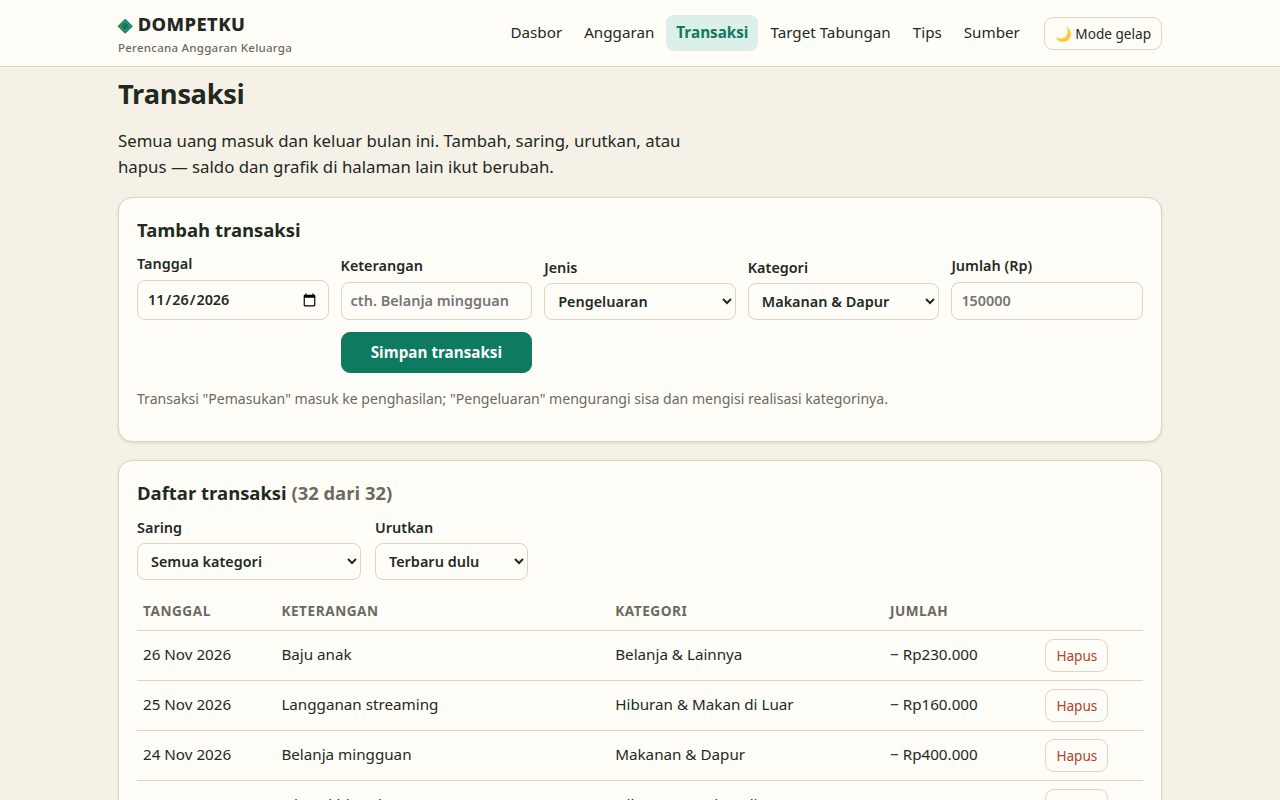 ◈ DOMPETKU
Perencana Anggaran Keluarga
Dasbor
Anggaran
Transaksi
Target Tabungan
Tips
Sumber
🌙 Mode gelap
Transaksi
Semua uang masuk dan keluar bulan ini. Tambah, saring, urutkan, atau
hapus — saldo dan grafik di halaman lain ikut berubah.
Tambah transaksi
Tanggal
Keterangan
Jenis
Kategori
Jumlah (Rp)
11/26/2026
cth. Belanja mingguan
Pengeluaran
Makanan & Dapur
150000
Simpan transaksi
Transaksi "Pemasukan" masuk ke penghasilan; "Pengeluaran" mengurangi sisa dan mengisi realisasi kategorinya.
Daftar transaksi (32 dari 32)
Saring
Urutkan
Semua kategori
Terbaru dulu
TANGGAL KETERANGAN KATEGORI JUMLAH
26 Nov 2026 Baju anak Belanja & Lainnya − Rp230.000 Hapus
25 Nov 2026 Langganan streaming Hiburan & Makan di Luar − Rp160.000 Hapus
24 Nov 2026 Belanja mingguan Makanan & Dapur − Rp400.000 Hapus